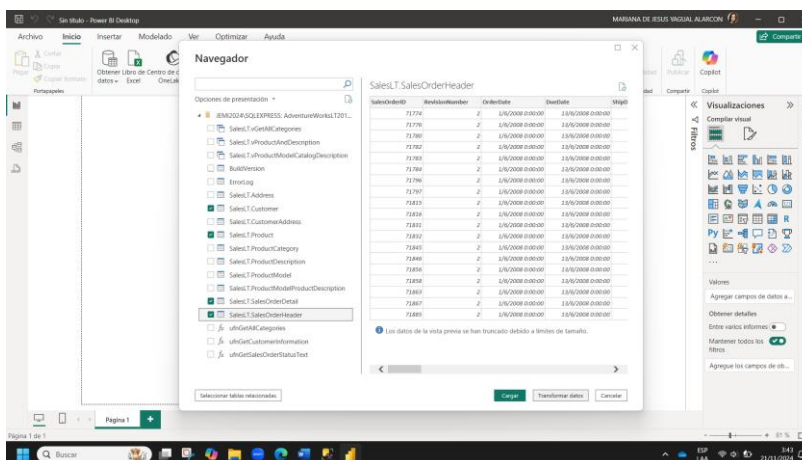 Sin título - Power BI Desktop
MARIANA DE JESUS YAGUAL ALARCON
Archivo Inicio Insertar Modelado Ver Optimizar Ayuda
Compartir
Pegar
Cortar
Copiar
Copiar formato
Portapapeles
Obtener datos
Libro de Excel
Centro de
OneLak
Publicar
Copilot
Compartir
Copilot
Navegador
Opciones de presentación
JEMI2024\SQLEXPRESS: AdventureWorksLT201...
SalesLT.vGetAllCategories
SalesLT.vProductAndDescription
SalesLT.vProductModelCatalogDescription
BuildVersion
ErrorLog
SalesLT.Address
SalesLT.Customer
SalesLT.CustomerAddress
SalesLT.Product
SalesLT.ProductCategory
SalesLT.ProductDescription
SalesLT.ProductModel
SalesLT.ProductModelProductDescription
SalesLT.SalesOrderDetail
SalesLT.SalesOrderHeader
ufnGetAllCategories
ufnGetCustomerInformation
ufnGetSalesOrderStatusText
SalesLT.SalesOrderHeader
SalesOrderID RevisionNumber OrderDate DueDate ShipD
71774 2 1/6/2008 0:00:00 13/6/2008 0:00:00
71776 2 1/6/2008 0:00:00 13/6/2008 0:00:00
71780 2 1/6/2008 0:00:00 13/6/2008 0:00:00
71782 2 1/6/2008 0:00:00 13/6/2008 0:00:00
71783 2 1/6/2008 0:00:00 13/6/2008 0:00:00
71784 2 1/6/2008 0:00:00 13/6/2008 0:00:00
71796 2 1/6/2008 0:00:00 13/6/2008 0:00:00
71797 2 1/6/2008 0:00:00 13/6/2008 0:00:00
71815 2 1/6/2008 0:00:00 13/6/2008 0:00:00
71816 2 1/6/2008 0:00:00 13/6/2008 0:00:00
71831 2 1/6/2008 0:00:00 13/6/2008 0:00:00
71832 2 1/6/2008 0:00:00 13/6/2008 0:00:00
71845 2 1/6/2008 0:00:00 13/6/2008 0:00:00
71846 2 1/6/2008 0:00:00 13/6/2008 0:00:00
71856 2 1/6/2008 0:00:00 13/6/2008 0:00:00
71858 2 1/6/2008 0:00:00 13/6/2008 0:00:00
71863 2 1/6/2008 0:00:00 13/6/2008 0:00:00
71867 2 1/6/2008 0:00:00 13/6/2008 0:00:00
71885 2 1/6/2008 0:00:00 13/6/2008 0:00:00
Los datos de la vista previa se han truncado debido a límites de tamaño.
Seleccionar tablas relacionadas
Cargar
Transformar datos
Cancelar
Filtros
Visualizaciones
Compilar visual
R
Py
...
Valores
Agregar campos de datos a...
Obtener detalles
Entre varios informes
Mantener todos los filtros
Agregue los campos de ob...
Página 1
Página 1 de 1
81 %
Buscar
ESP
LAA
3:43
21/11/2024